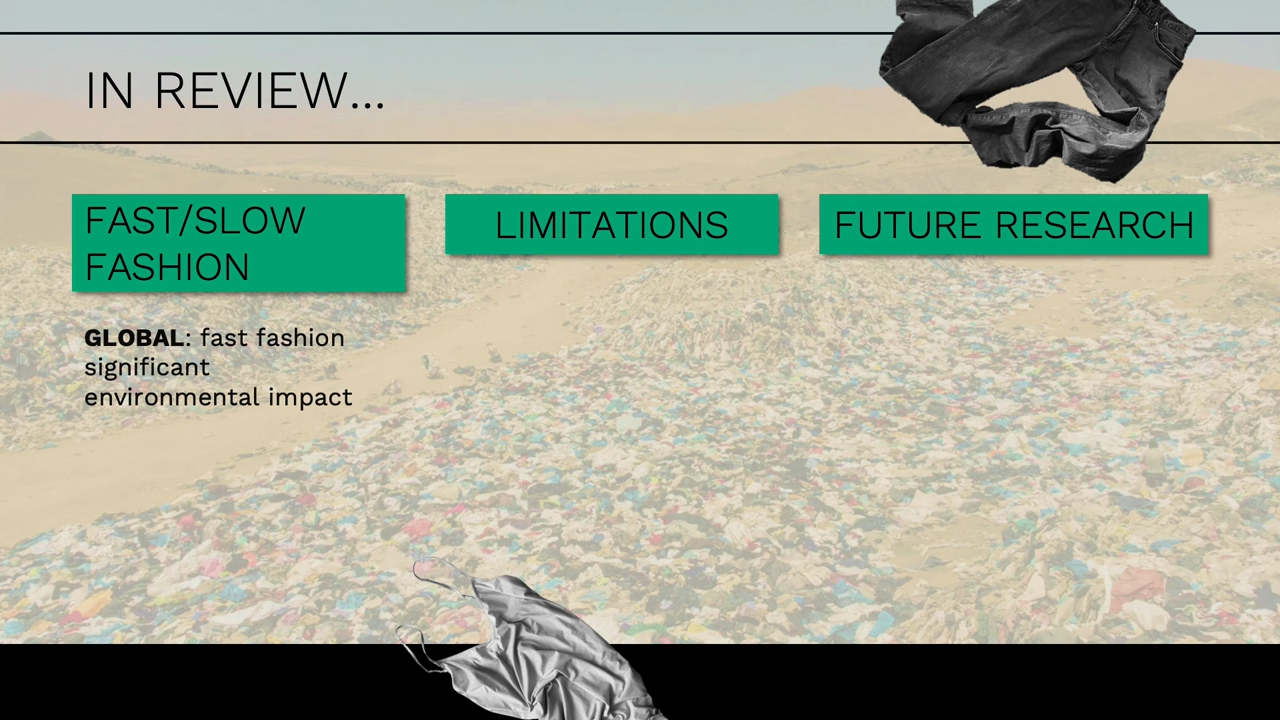 IN REVIEW...
FAST/SLOW
FASHION
LIMITATIONS
FUTURE RESEARCH
GLOBAL: fast fashion
significant
environmental impact